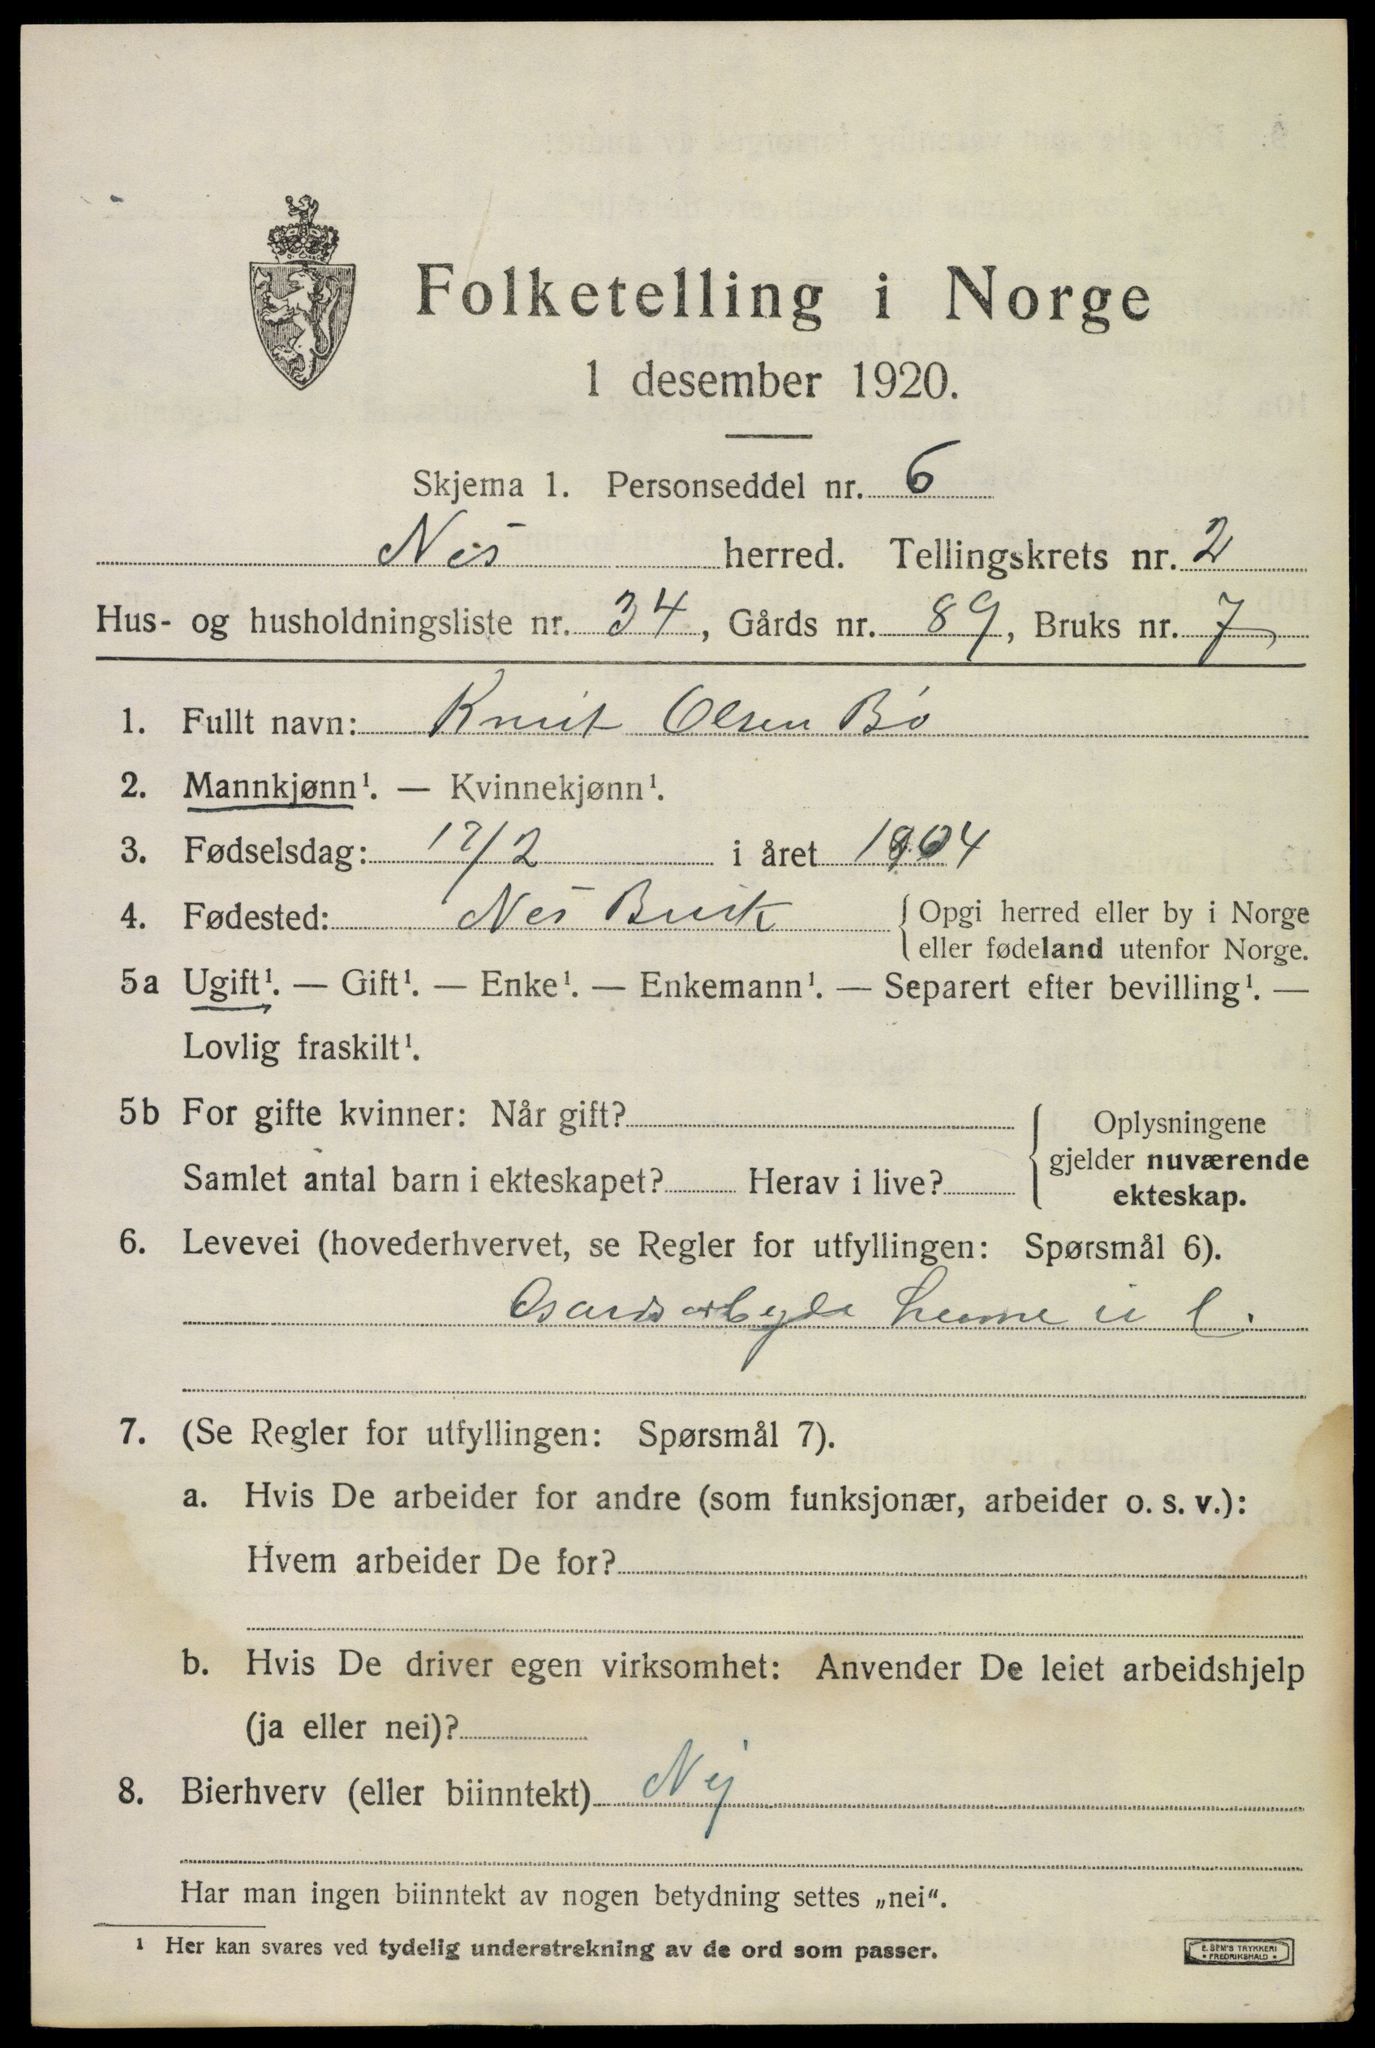 Folketelling i Norge
1 desember 1920.
Skjema 1. Personseddel nr. 6
Nes herred. Tellingskrets nr. 2
Hus- og husholdningsliste nr. 34, Gårds nr. 89, Bruks nr. 7
1. Fullt navn: Knut Olsen Bø
2. Mannkjønn¹. — Kvinnekjønn¹.
3. Fødselsdag: 17/2 i året 1904
4. Fødested: Nes Busk {Opgi herred eller by i Norge
eller fødeland utenfor Norge.
5a Ugift¹. — Gift¹. — Enke¹. — Enkemann¹. — Separert efter bevilling¹. —
Lovlig fraskilt¹.
5b For gifte kvinner: Når gift?
Samlet antal barn i ekteskapet? Herav i live?
Oplysningene
gjelder nuværende
ekteskap.
6. Levevei (hovederhvervet, se Regler for utfyllingen: Spørsmål 6).
7. (Se Regler for utfyllingen: Spørsmål 7).
a. Hvis De arbeider for andre (som funksjonær, arbeider o. s. v.):
Hvem arbeider De for?
b. Hvis De driver egen virksomhet: Anvender De leiet arbeidshjelp
(ja eller nei)?
8. Bierhverv (eller biinntekt) Nej
Har man ingen biinntekt av nogen betydning settes „nei“.
¹ Her kan svares ved tydelig understrekning av de ord som passer.
E. SEM'S TRYKKERI
• FREDRIKSHALD •